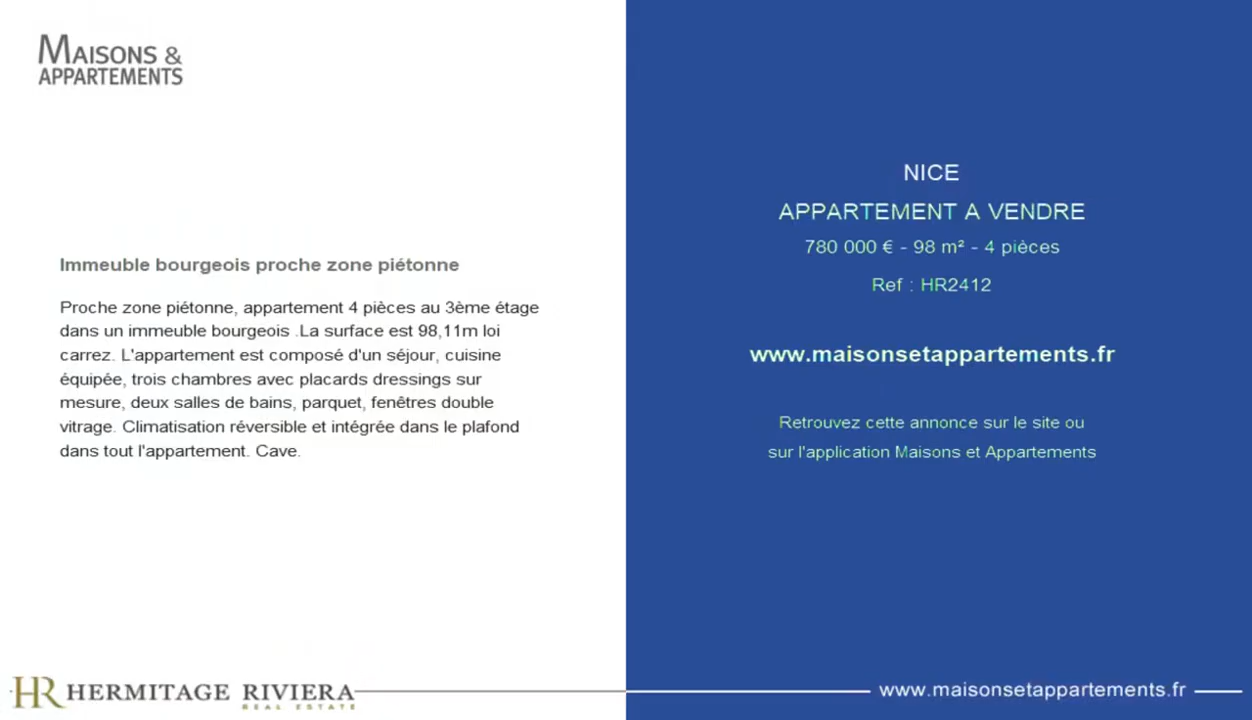 MAISONS &
APPARTEMENTS
Immeuble bourgeois proche zone piétonne
Proche zone piétonne, appartement 4 pièces au 3ème étage
dans un immeuble bourgeois .La surface est 98,11m loi
carrez. L'appartement est composé d'un séjour, cuisine
équipée, trois chambres avec placards dressings sur
mesure, deux salles de bains, parquet, fenêtres double
vitrage. Climatisation réversible et intégrée dans le plafond
dans tout l'appartement. Cave.
HR HERMITAGE RIVIERA
REAL ESTATE
NICE
APPARTEMENT A VENDRE
780 000 € - 98 m² - 4 pièces
Ref : HR2412
www.maisonsetappartements.fr
Retrouvez cette annonce sur le site ou
sur l'application Maisons et Appartements
www.maisonsetappartements.fr